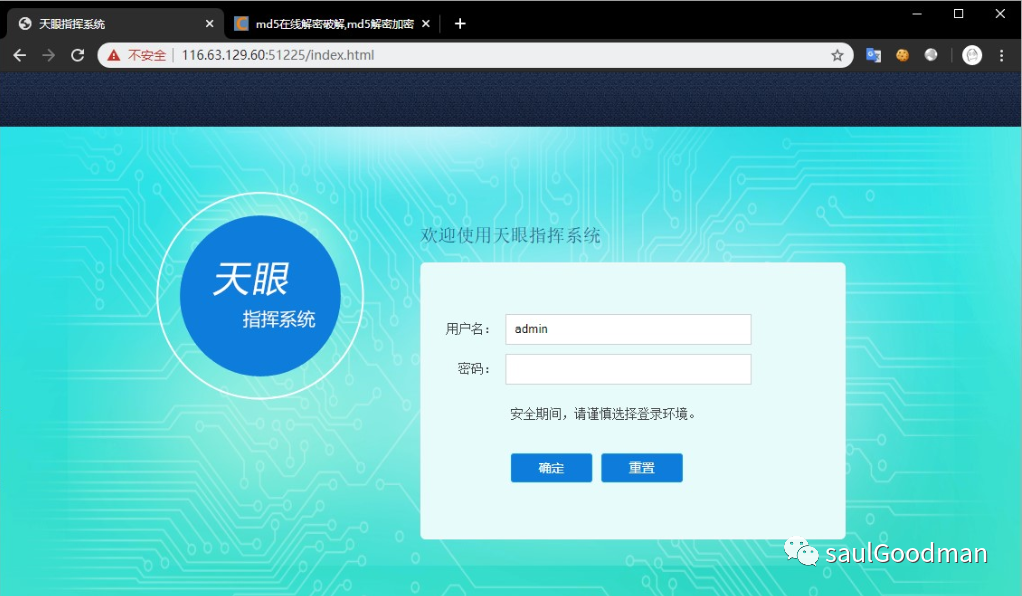 天眼指挥系统
md5在线解密破解,md5解密加密
不安全
116.63.129.60:51225/index.html
天眼
指挥系统
欢迎使用天眼指挥系统
用户名：
admin
密码：
安全期间，请谨慎选择登录环境。
确定
重置
saulGoodman